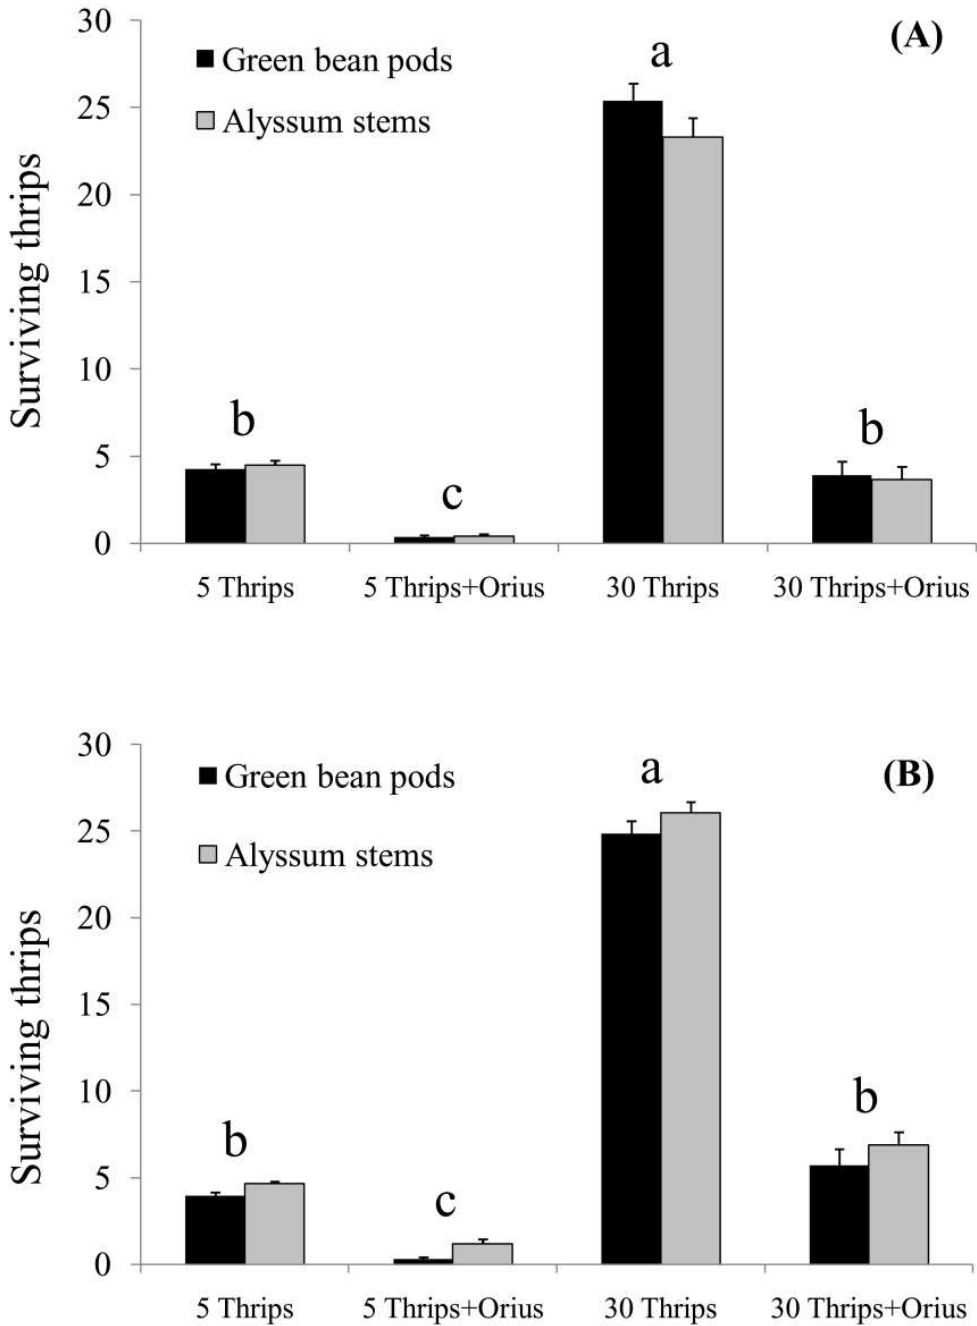 30
(A)
Green bean pods
a
25
Alyssum stems
20
Surviving thrips
15
10
b
b
5
c
0
5 Thrips
5 Thrips+Orius
30 Thrips
30 Thrips+Orius
30
Green bean pods
a
(B)
25
Alyssum stems
20
Surviving thrips
15
10
b
b
5
c
0
5 Thrips
5 Thrips+Orius
30 Thrips
30 Thrips+Orius